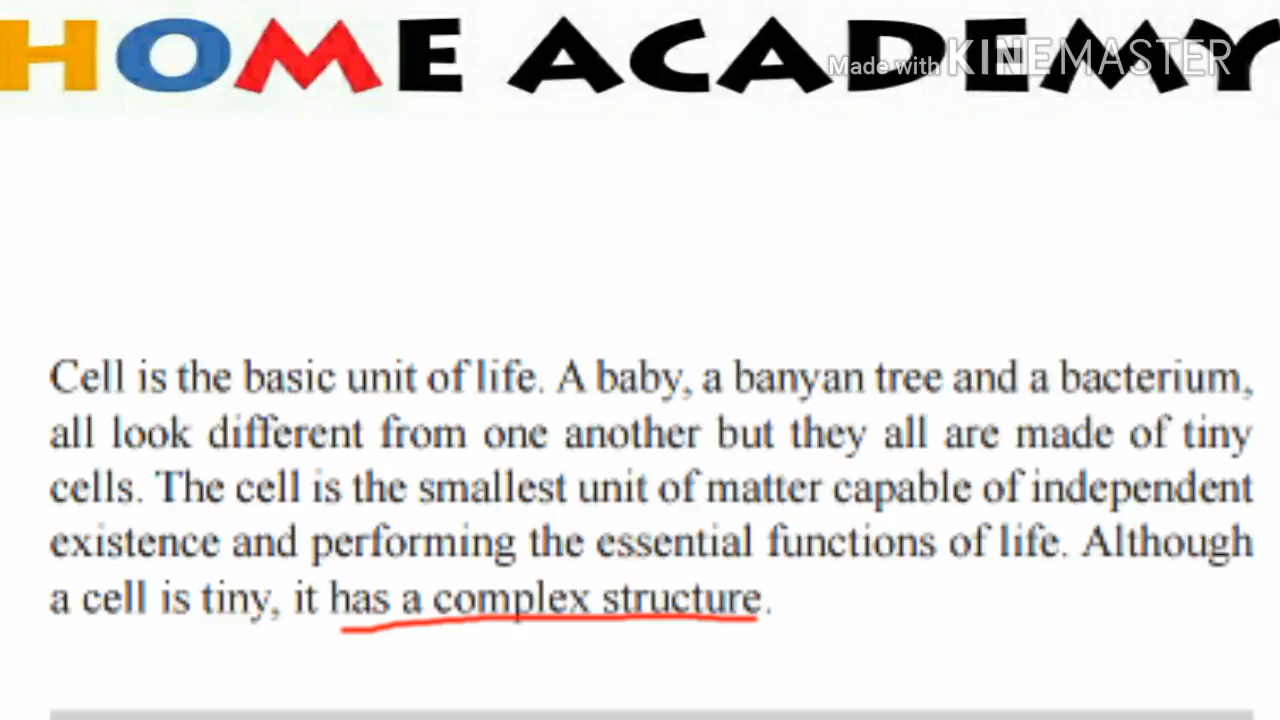 HOME ACADEMY
Made with KINEMASTER
Cell is the basic unit of life. A baby, a banyan tree and a bacterium,
all look different from one another but they all are made of tiny
cells. The cell is the smallest unit of matter capable of independent
existence and performing the essential functions of life. Although
a cell is tiny, it has a complex structure.